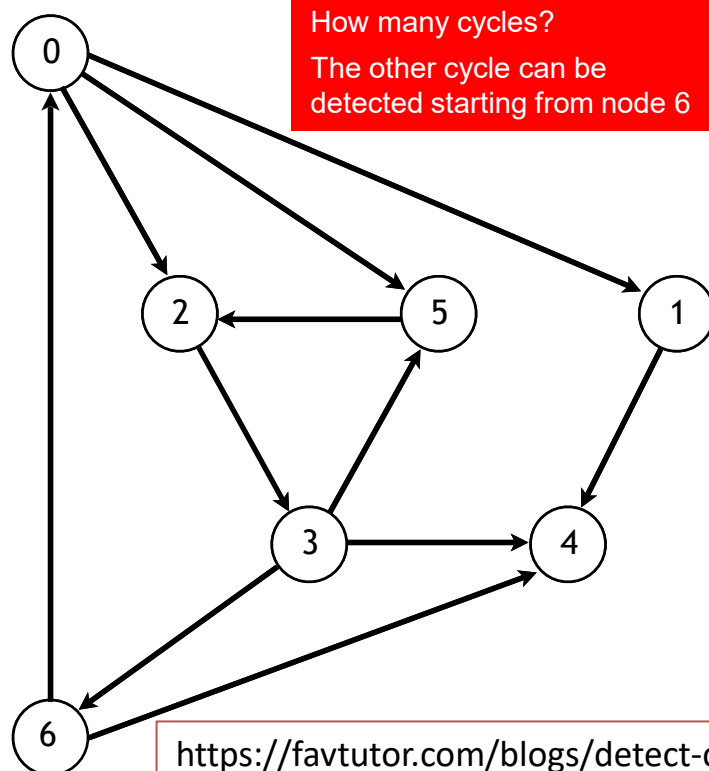 How many cycles?
The other cycle can be
detected starting from node 6
0
2
5
1
3
4
6
https://favtutor.com/blogs/detect-